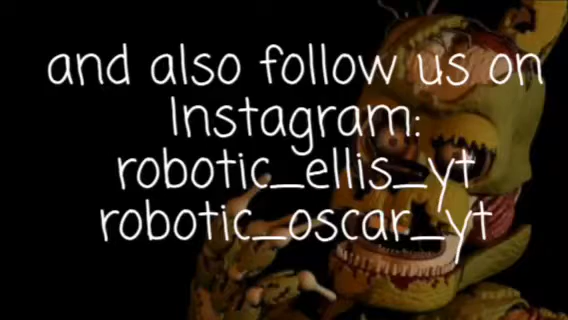 and also follow us on
Instagram:
robotic_ellis_yt
robotic_oscar_yt